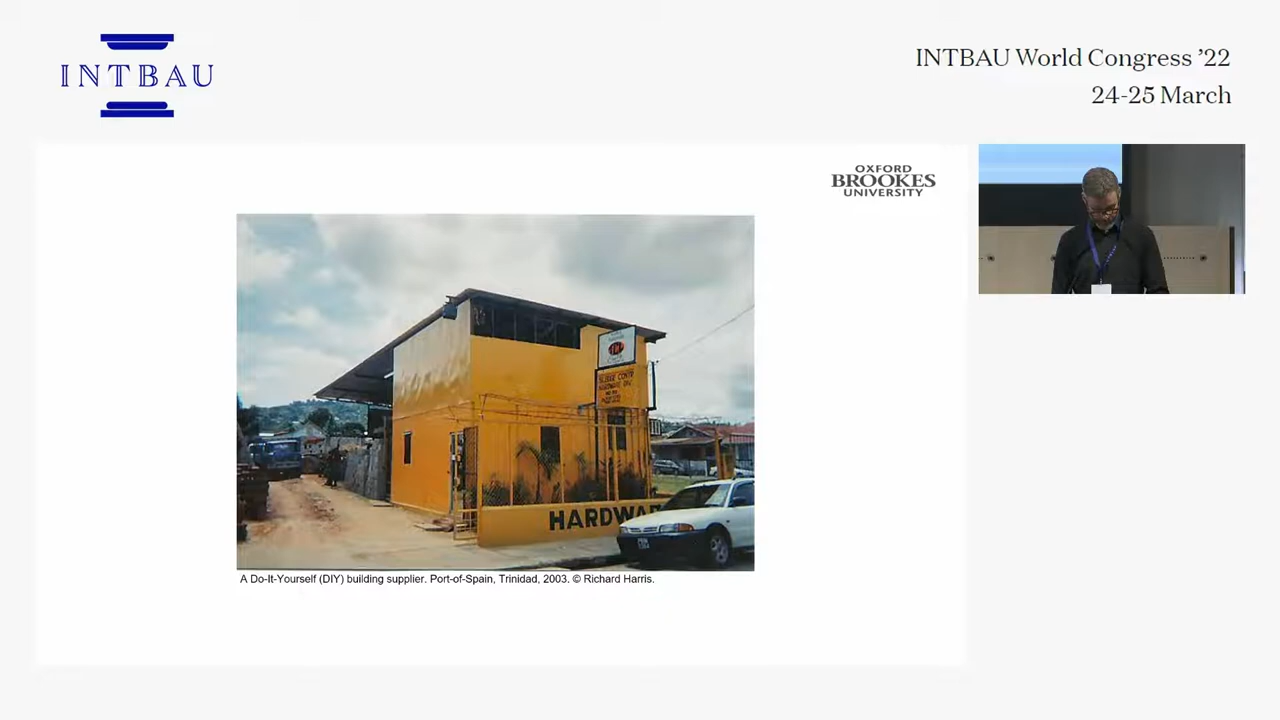 INTBAU
INTBAU World Congress ’22
24-25 March
OXFORD
BROOKES
UNIVERSITY
HARDWA
A Do-It-Yourself (DIY) building supplier. Port-of-Spain, Trinidad, 2003. © Richard Harris.